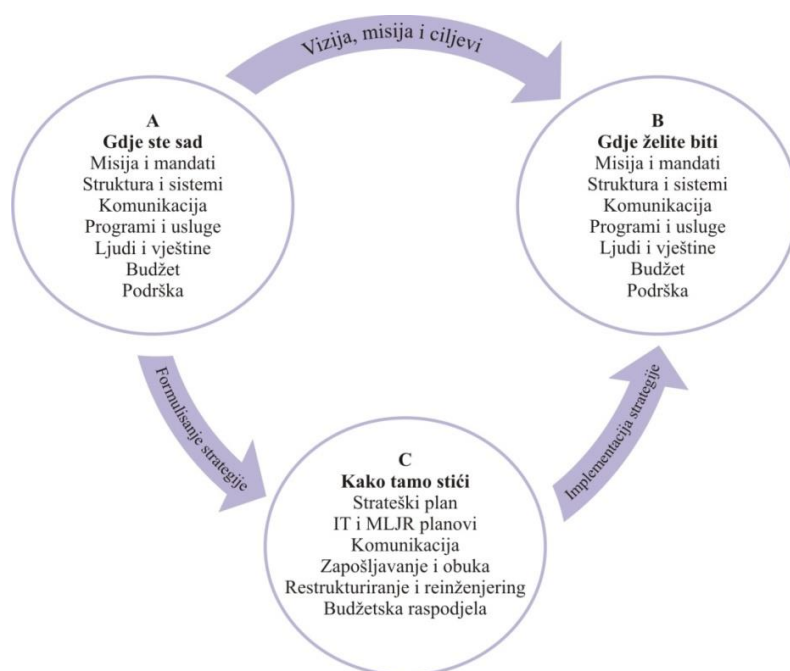 Vizija, misija i ciljevi
A
Gdje ste sad
Misija i mandati
Struktura i sistemi
Komunikacija
Programi i usluge
Ljudi i vještine
Budžet
Podrška
B
Gdje želite biti
Misija i mandati
Struktura i sistemi
Komunikacija
Programi i usluge
Ljudi i vještine
Budžet
Podrška
Formulisanje strategije
C
Kako tamo stići
Strateški plan
IT i MLJR planovi
Komunikacija
Zapošljavanje i obuka
Restrukturiranje i reinženjering
Budžetska raspodjela
Implementacija strategije